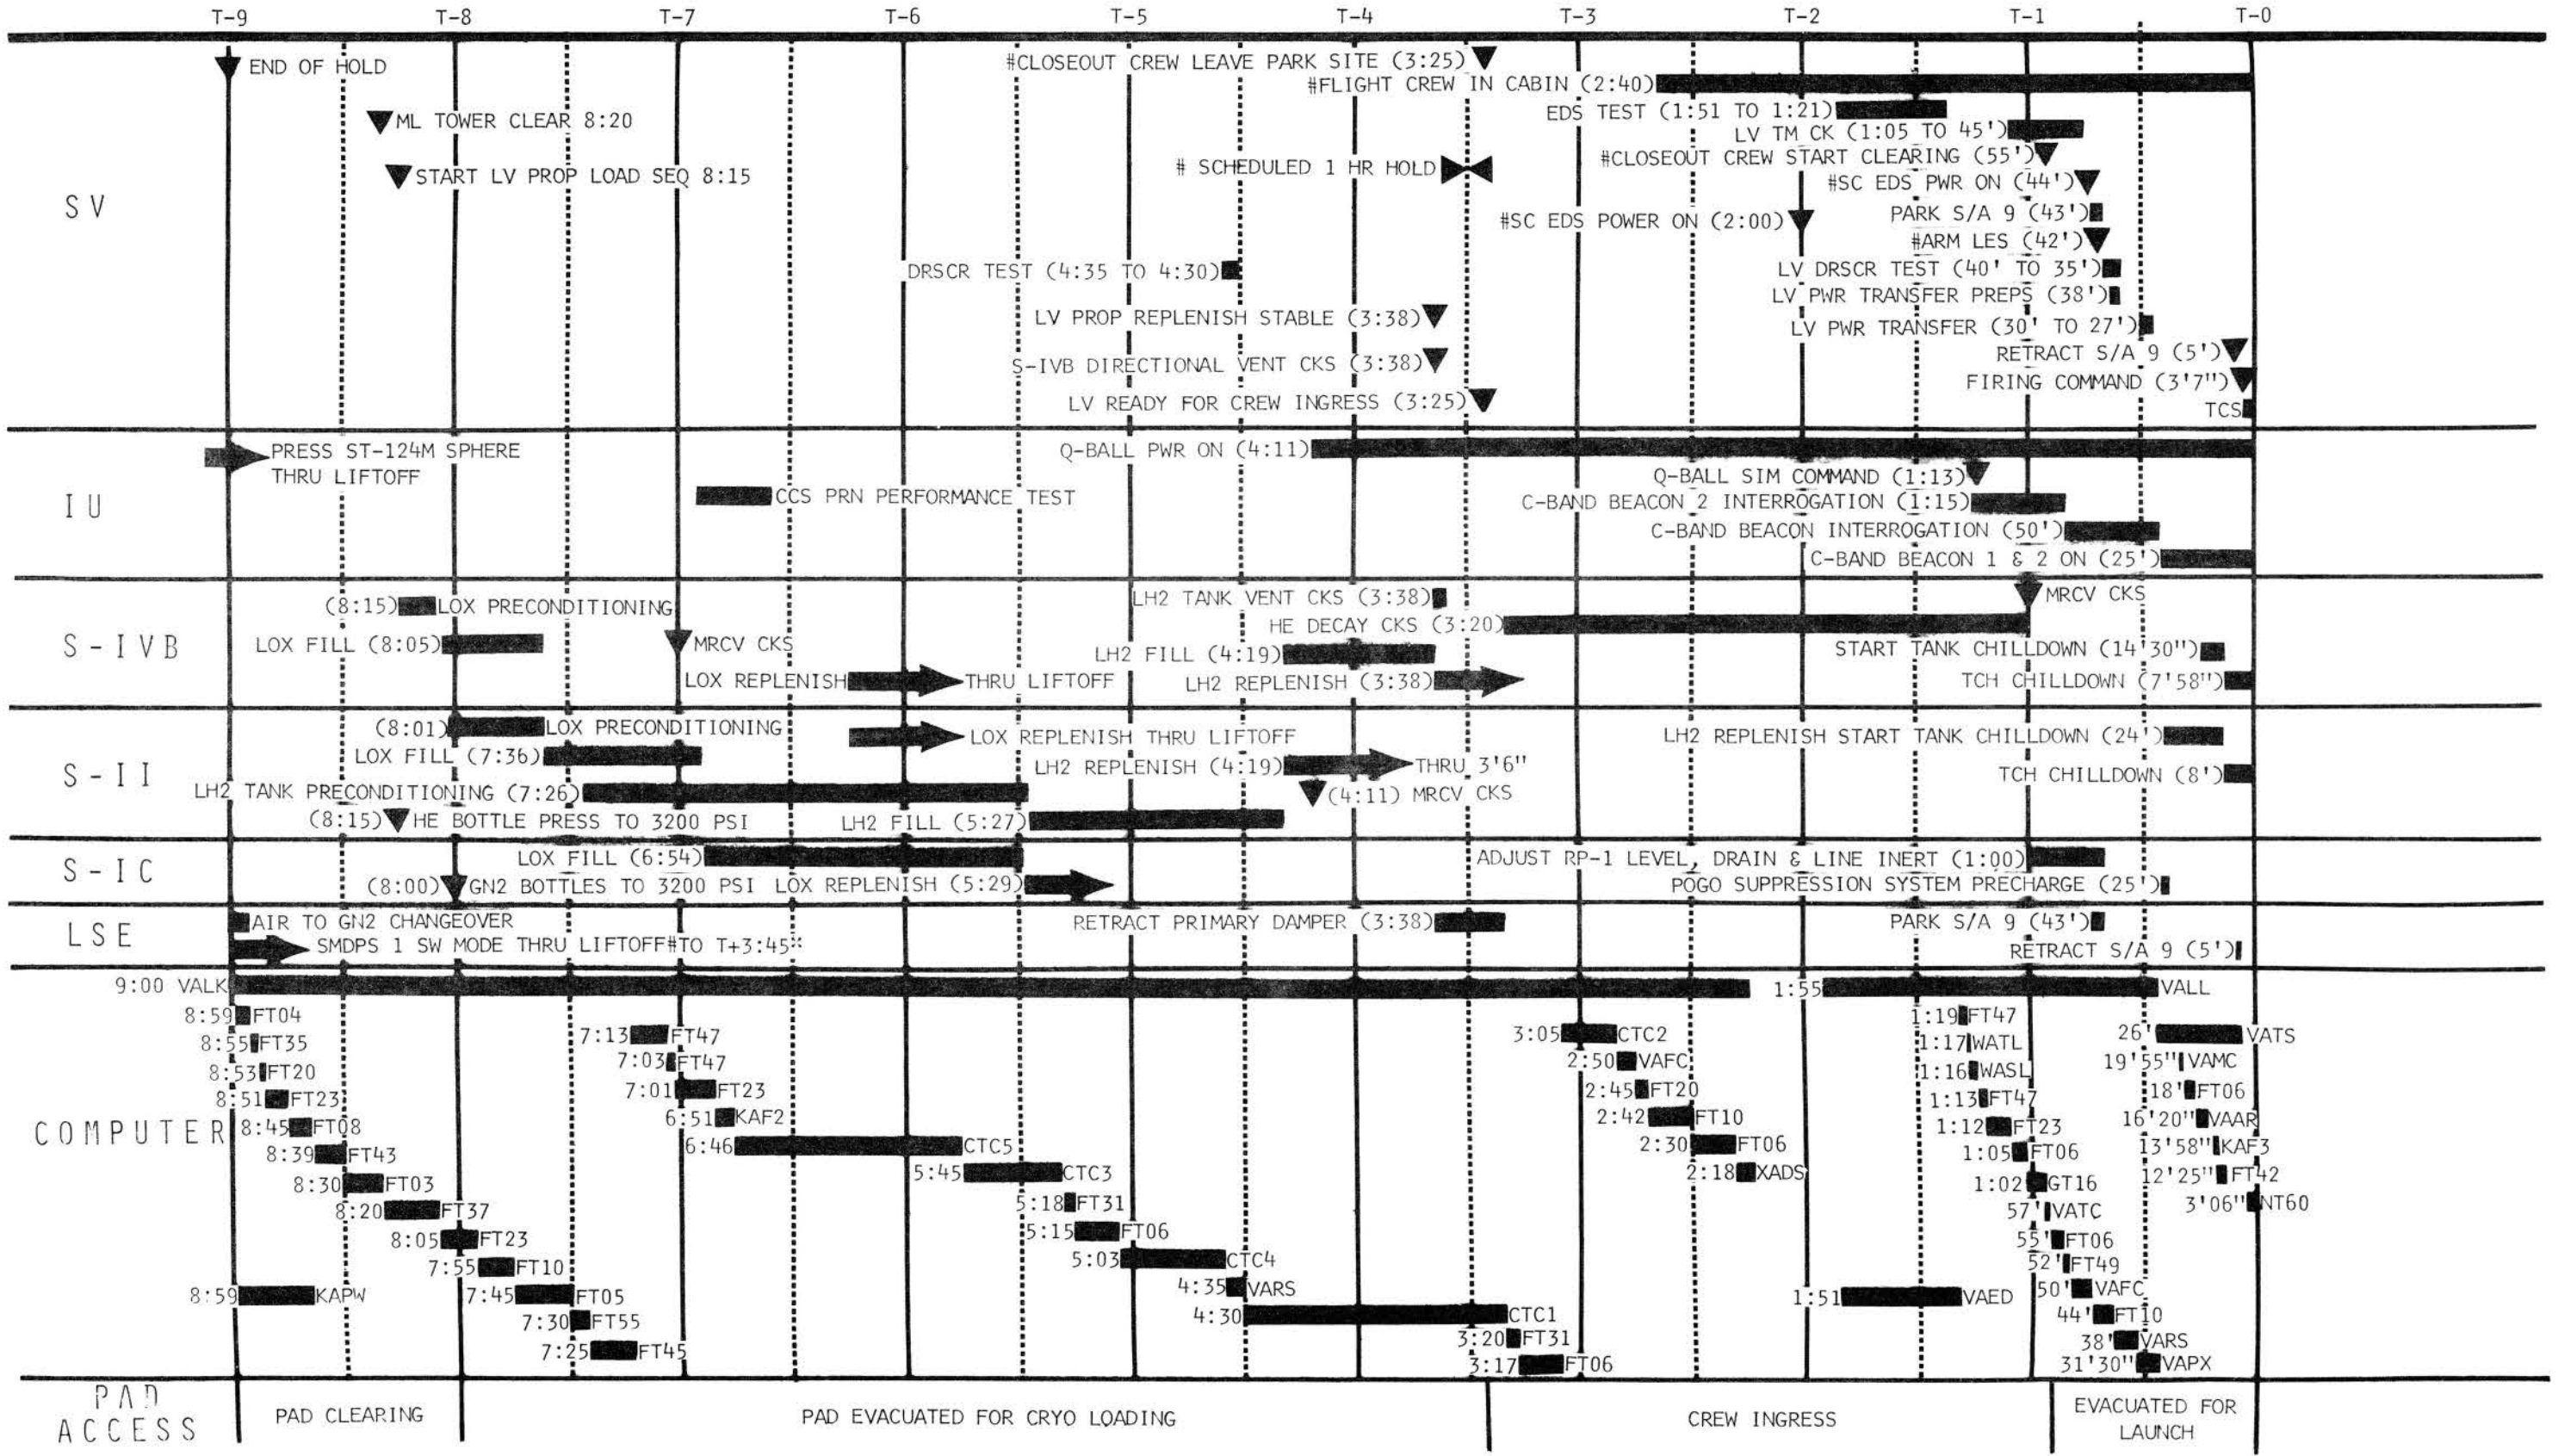 T-9 T-8 T-7 T-6 T-5 T-4 T-3 T-2 T-1 T-0
SV
END OF HOLD
ML TOWER CLEAR 8:20
START LV PROP LOAD SEQ 8:15
#CLOSEOUT CREW LEAVE PARK SITE (3:25)
#FLIGHT CREW IN CABIN (2:40)
EDS TEST (1:51 TO 1:21)
LV TM CK (1:05 TO 45')
#CLOSEOUT CREW START CLEARING (55')
# SCHEDULED 1 HR HOLD
#SC EDS PWR ON (44')
PARK S/A 9 (43')
#SC EDS POWER ON (2:00)
#ARM LES (42')
DRSCR TEST (4:35 TO 4:30)
LV DRSCR TEST (40' TO 35')
LV PWR TRANSFER PREPS (38')
LV PROP REPLENISH STABLE (3:38)
LV PWR TRANSFER (30' TO 27')
RETRACT S/A 9 (5')
S-IVB DIRECTIONAL VENT CKS (3:38)
FIRING COMMAND (3'7")
LV READY FOR CREW INGRESS (3:25)
TCS
IU
PRESS ST-124M SPHERE
THRU LIFTOFF
Q-BALL PWR ON (4:11)
Q-BALL SIM COMMAND (1:13)
CCS PRN PERFORMANCE TEST
C-BAND BEACON 2 INTERROGATION (1:15)
C-BAND BEACON INTERROGATION (50')
C-BAND BEACON 1 & 2 ON (25')
S-IVB
(8:15) LOX PRECONDITIONING
LH2 TANK VENT CKS (3:38)
MRCV CKS
HE DECAY CKS (3:20)
LOX FILL (8:05)
MRCV CKS
LH2 FILL (4:19)
START TANK CHILLDOWN (14'30")
LOX REPLENISH THRU LIFTOFF
LH2 REPLENISH (3:38)
TCH CHILLDOWN (7'58")
S-II
(8:01) LOX PRECONDITIONING
LOX REPLENISH THRU LIFTOFF
LH2 REPLENISH START TANK CHILLDOWN (24')
LOX FILL (7:36)
LH2 REPLENISH (4:19) THRU 3'6"
TCH CHILLDOWN (8')
LH2 TANK PRECONDITIONING (7:26)
(4:11) MRCV CKS
(8:15) HE BOTTLE PRESS TO 3200 PSI
LH2 FILL (5:27)
S-IC
LOX FILL (6:54)
ADJUST RP-1 LEVEL, DRAIN & LINE INERT (1:00)
(8:00) GN2 BOTTLES TO 3200 PSI
LOX REPLENISH (5:29)
POGO SUPPRESSION SYSTEM PRECHARGE (25')
LSE
AIR TO GN2 CHANGEOVER
RETRACT PRIMARY DAMPER (3:38)
PARK S/A 9 (43')
SMDPS 1 SW MODE THRU LIFTOFF#TO T+3:45"
RETRACT S/A 9 (5')
COMPUTER
9:00 VALK
1:55 VALL
8:59 FT04
8:55 FT35
8:53 FT20
8:51 FT23
8:45 FT08
8:39 FT43
8:30 FT03
8:20 FT37
8:05 FT23
7:55 FT10
8:59 KAPW
7:45 FT05
7:30 FT55
7:25 FT45
7:13 FT47
7:03 FT47
7:01 FT23
6:51 KAF2
6:46 CTC5
5:45 CTC3
5:18 FT31
5:15 FT06
5:03 CTC4
4:35 VARS
4:30 CTC1
3:20 FT31
3:17 FT06
3:05 CTC2
2:50 VAFC
2:45 FT20
2:42 FT10
2:30 FT06
2:18 XADS
1:51 VAED
1:19 FT47
1:17 WATL
1:16 WASL
1:13 FT47
1:12 FT23
1:05 FT06
1:02 GT16
57' VATC
55' FT06
52' FT49
50' VAFC
44' FT10
38' VARS
31'30" VAPX
26' VATS
19'55" VAMC
18' FT06
16'20" VAAR
13'58" KAF3
12'25" FT42
3'06" NT60
PAD
ACCESS
PAD CLEARING
PAD EVACUATED FOR CRYO LOADING
CREW INGRESS
EVACUATED FOR
LAUNCH